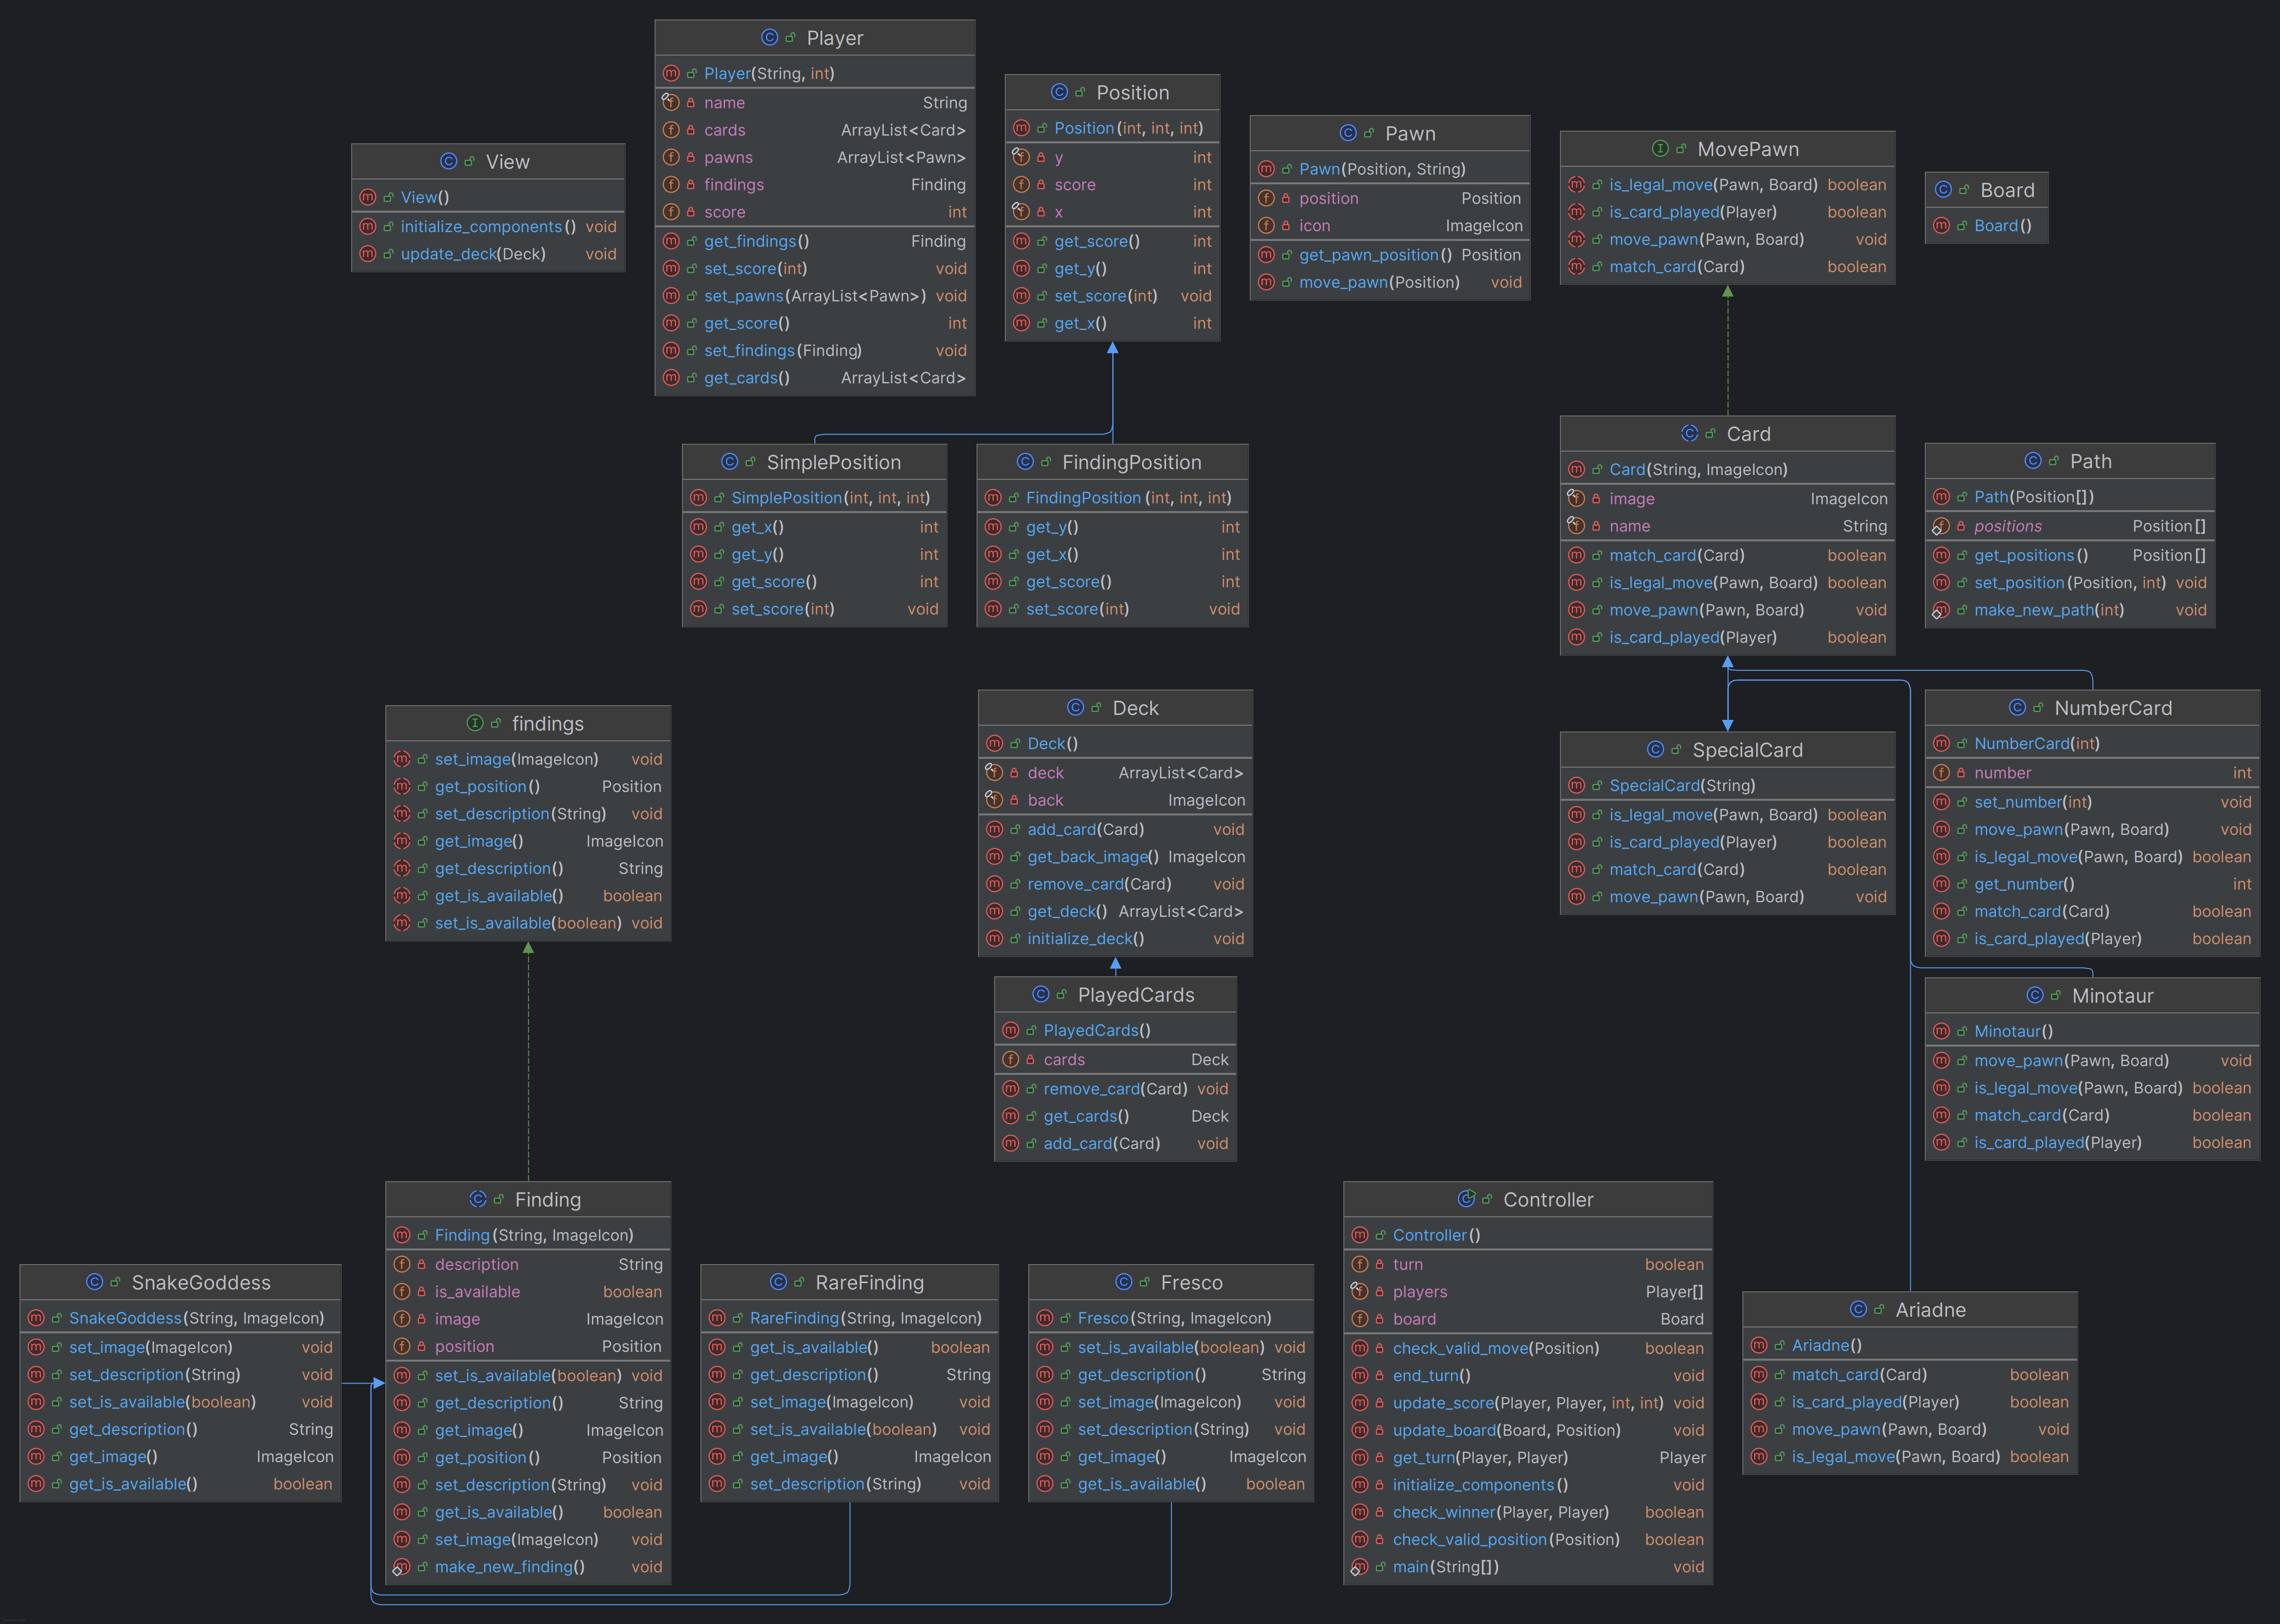 View
View()
initialize_components() void
update_deck(Deck) void
Player
Player(String, int)
name String
cards ArrayList<Card>
pawns ArrayList<Pawn>
findings Finding
score int
get_findings() Finding
set_score(int) void
set_pawns(ArrayList<Pawn>) void
get_score() int
set_findings(Finding) void
get_cards() ArrayList<Card>
Position
Position(int, int, int)
y int
score int
x int
get_score() int
get_y() int
set_score(int) void
get_x() int
Pawn
Pawn(Position, String)
position Position
icon ImageIcon
get_pawn_position() Position
move_pawn(Position) void
MovePawn
is_legal_move(Pawn, Board) boolean
is_card_played(Player) boolean
move_pawn(Pawn, Board) void
match_card(Card) boolean
Board
Board()
SimplePosition
SimplePosition(int, int, int)
get_x() int
get_y() int
get_score() int
set_score(int) void
FindingPosition
FindingPosition(int, int, int)
get_y() int
get_x() int
get_score() int
set_score(int) void
Card
Card(String, ImageIcon)
image ImageIcon
name String
match_card(Card) boolean
is_legal_move(Pawn, Board) boolean
move_pawn(Pawn, Board) void
is_card_played(Player) boolean
Path
Path(Position[])
positions Position[]
get_positions() Position[]
set_position(Position, int) void
make_new_path(int) void
findings
set_image(ImageIcon) void
get_position() Position
set_description(String) void
get_image() ImageIcon
get_description() String
get_is_available() boolean
set_is_available(boolean) void
Deck
Deck()
deck ArrayList<Card>
back ImageIcon
add_card(Card) void
get_back_image() ImageIcon
remove_card(Card) void
get_deck() ArrayList<Card>
initialize_deck() void
SpecialCard
SpecialCard(String)
is_legal_move(Pawn, Board) boolean
is_card_played(Player) boolean
match_card(Card) boolean
move_pawn(Pawn, Board) void
NumberCard
NumberCard(int)
number int
set_number(int) void
move_pawn(Pawn, Board) void
is_legal_move(Pawn, Board) boolean
get_number() int
match_card(Card) boolean
is_card_played(Player) boolean
PlayedCards
PlayedCards()
cards Deck
remove_card(Card) void
get_cards() Deck
add_card(Card) void
Minotaur
Minotaur()
move_pawn(Pawn, Board) void
is_legal_move(Pawn, Board) boolean
match_card(Card) boolean
is_card_played(Player) boolean
SnakeGoddess
SnakeGoddess(String, ImageIcon)
set_image(ImageIcon) void
set_description(String) void
set_is_available(boolean) void
get_description() String
get_image() ImageIcon
get_is_available() boolean
Finding
Finding(String, ImageIcon)
description String
is_available boolean
image ImageIcon
position Position
set_is_available(boolean) void
get_description() String
get_image() ImageIcon
get_position() Position
set_description(String) void
get_is_available() boolean
set_image(ImageIcon) void
make_new_finding() void
RareFinding
RareFinding(String, ImageIcon)
get_is_available() boolean
get_description() String
set_image(ImageIcon) void
set_is_available(boolean) void
get_image() ImageIcon
set_description(String) void
Fresco
Fresco(String, ImageIcon)
set_is_available(boolean) void
get_description() String
set_image(ImageIcon) void
set_description(String) void
get_image() ImageIcon
get_is_available() boolean
Controller
Controller()
turn boolean
players Player[]
board Board
check_valid_move(Position) boolean
end_turn() void
update_score(Player, Player, int, int) void
update_board(Board, Position) void
get_turn(Player, Player) Player
initialize_components() void
check_winner(Player, Player) boolean
check_valid_position(Position) boolean
main(String[]) void
Ariadne
Ariadne()
match_card(Card) boolean
is_card_played(Player) boolean
move_pawn(Pawn, Board) void
is_legal_move(Pawn, Board) boolean